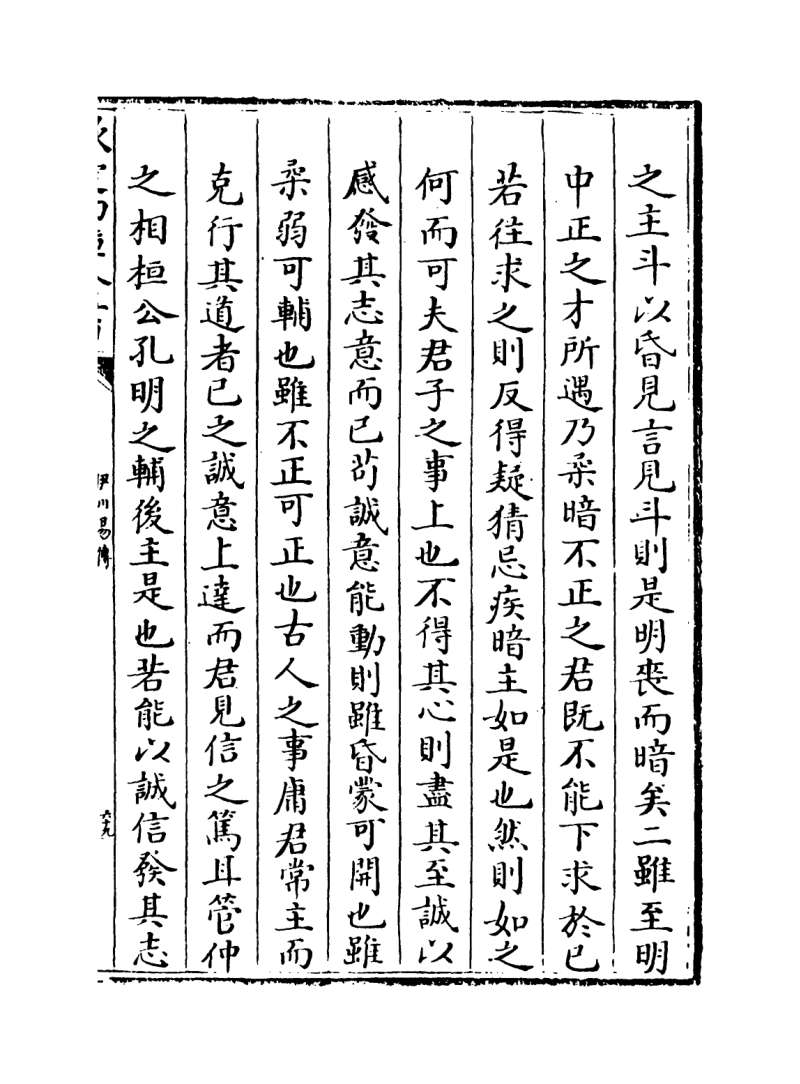 之主斗以昏見言見斗則是明喪而暗矣二雖至明
中正之才所遇乃柔暗不正之君既不能下求於已
若往求之則反得疑猜忌疾暗主如是也然則如之
何而可夫君子之事上也不得其心則盡其至誠以
感發其志意而已苟誠意能動則雖昏蒙可開也雖
柔弱可輔也雖不正可正也古人之事庸君常主而
克行其道者已之誠意上達而君見信之篤耳管仲
之相桓公孔明之輔後主是也若能以誠信發其志
伊川易傳
六十九